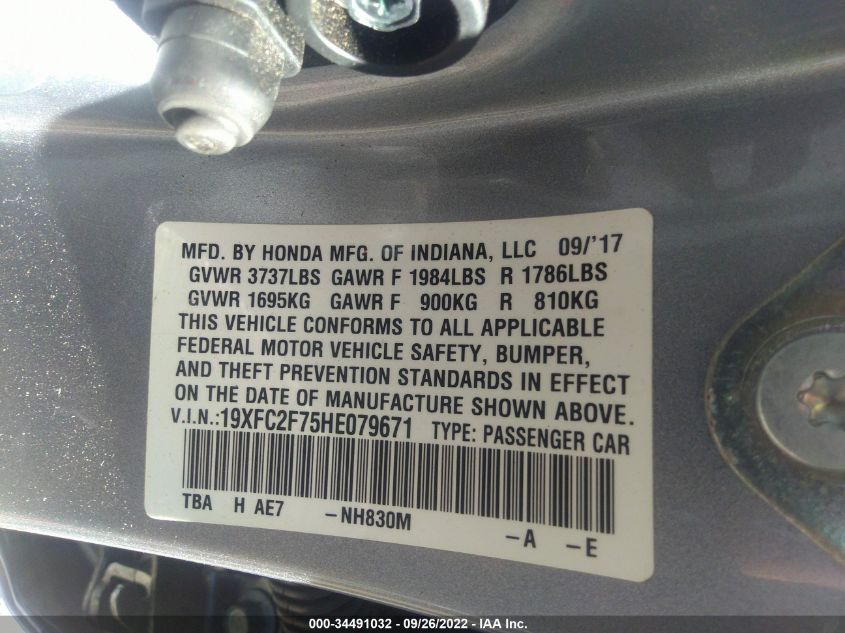 MFD. BY HONDA MFG. OF INDIANA, LLC 09/'17
GVWR 3737LBS GAWR F 1984LBS R 1786LBS
GVWR 1695KG GAWR F 900KG R 810KG
THIS VEHICLE CONFORMS TO ALL APPLICABLE
FEDERAL MOTOR VEHICLE SAFETY, BUMPER,
AND THEFT PREVENTION STANDARDS IN EFFECT
ON THE DATE OF MANUFACTURE SHOWN ABOVE.
V.I.N.:19XFC2F75HE079671 TYPE: PASSENGER CAR
TBA H AE7 -NH830M -A -E
000-34491032 - 09/26/2022 - IAA Inc.